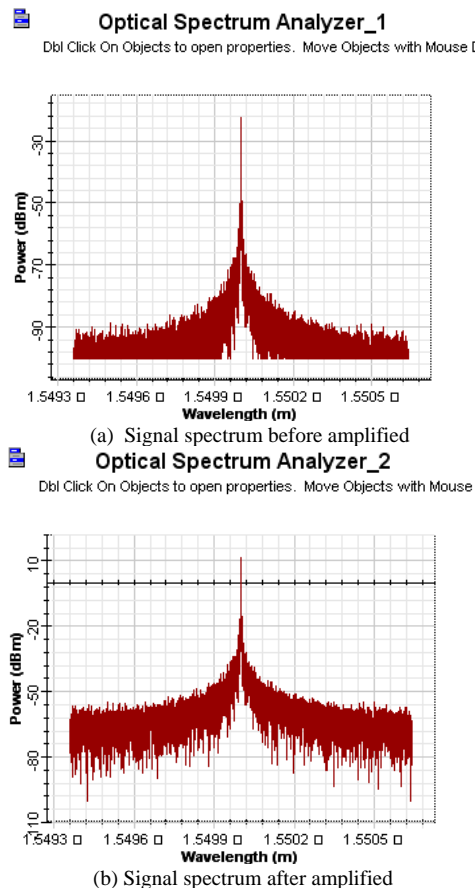 Optical Spectrum Analyzer_1
Dbl Click On Objects to open properties. Move Objects with Mouse D
Power (dBm)
-30
-50
-70
-90
1.5493 □ 1.5496 □ 1.5499 □ 1.5502 □ 1.5505 □
Wavelength (m)
(a) Signal spectrum before amplified
Optical Spectrum Analyzer_2
Dbl Click On Objects to open properties. Move Objects with Mouse
Power (dBm)
10
-20
-50
-80
-110
1.5493 □ 1.5496 □ 1.5499 □ 1.5502 □ 1.5505 □
Wavelength (m)
(b) Signal spectrum after amplified